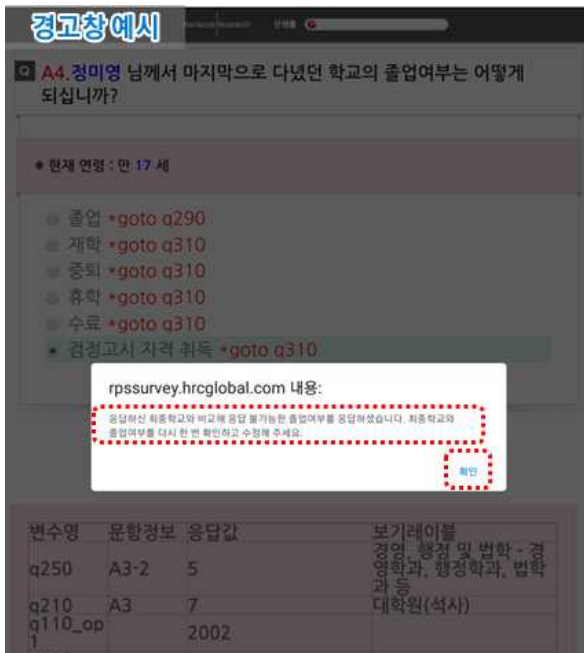 경고창 예시
진행률
Q A4.정미영 님께서 마지막으로 다녔던 학교의 졸업여부는 어떻게
되십니까?
● 현재 연령 : 만 17 세
졸업 *goto q290
재학 *goto q310
중퇴 *goto q310
휴학 *goto q310
수료 *goto q310
검정고시 자격 취득 *goto q310
rpssurvey.hrcglobal.com 내용:
응답하신 최종학교와 비교해 응답 불가능한 졸업여부를 응답하셨습니다. 최종학교와
졸업여부를 다시 한 번 확인하고 수정해 주세요.
확인
변수명 문항정보 응답값 보기레이블
q250 A3-2 5 경영, 행정 및 법학 - 경
영학과, 행정학과, 법학
과 등
q210 A3 7 대학원(석사)
q110_op
1 2002